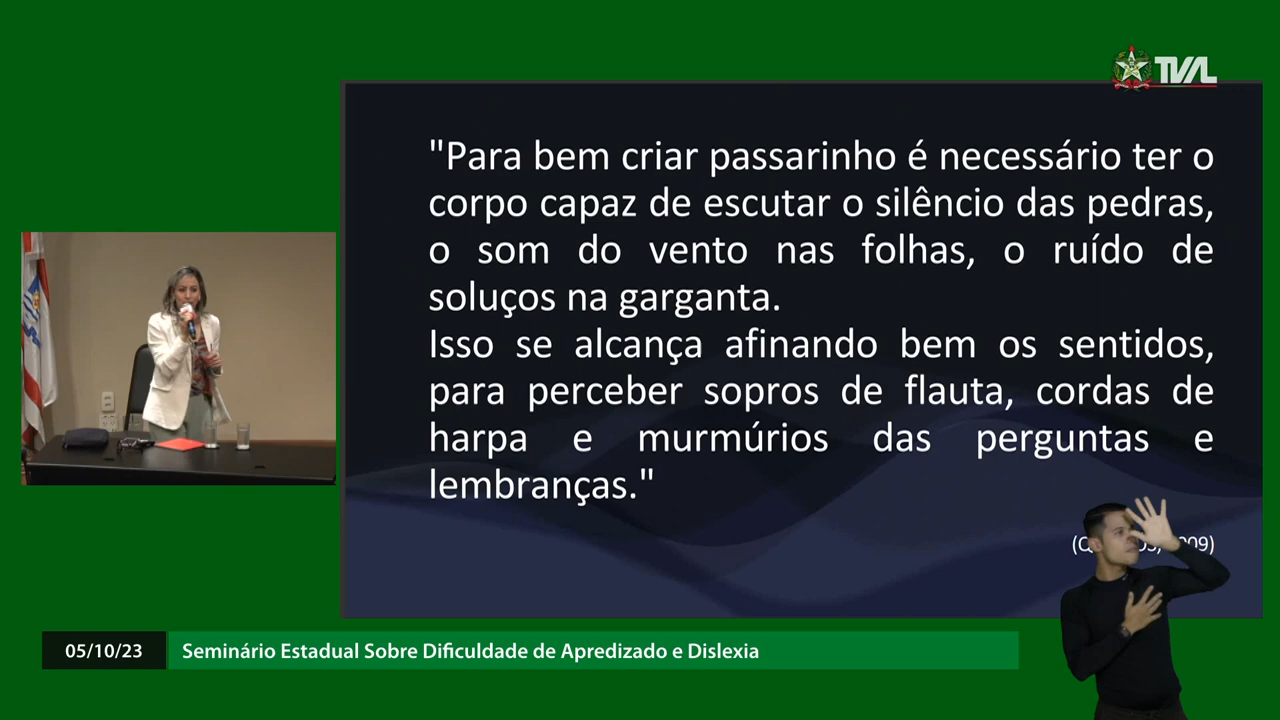 TVAL
"Para bem criar passarinho é necessário ter o
corpo capaz de escutar o silêncio das pedras,
o som do vento nas folhas, o ruído de
soluços na garganta.
Isso se alcança afinando bem os sentidos,
para perceber sopros de flauta, cordas de
harpa e murmúrios das perguntas e
lembranças."
05/10/23
Seminário Estadual Sobre Dificuldade de Apredizado e Dislexia